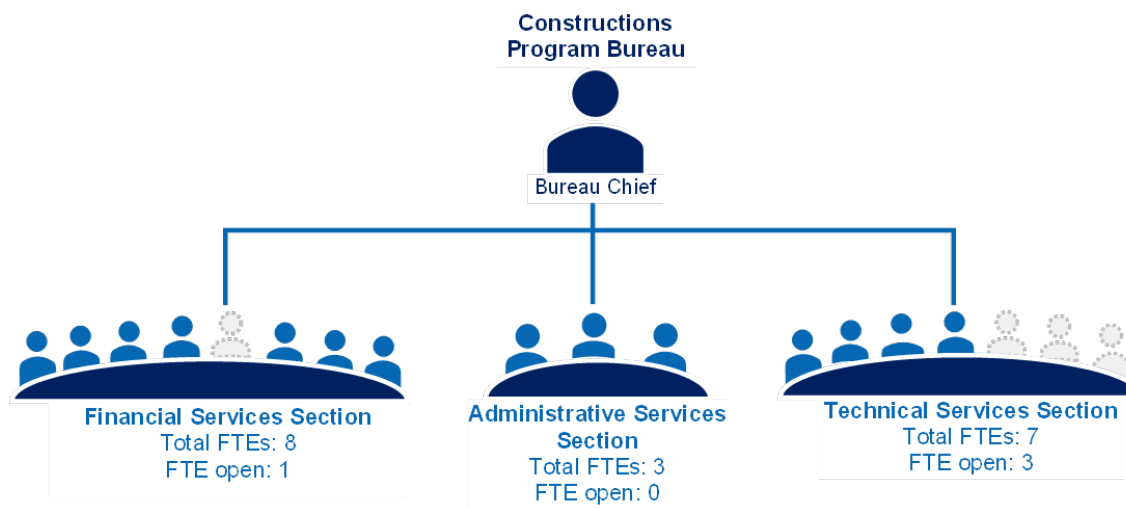 Constructions
Program Bureau
Bureau Chief
Financial Services Section
Total FTEs: 8
FTE open: 1
Administrative Services
Section
Total FTEs: 3
FTE open: 0
Technical Services Section
Total FTEs: 7
FTE open: 3